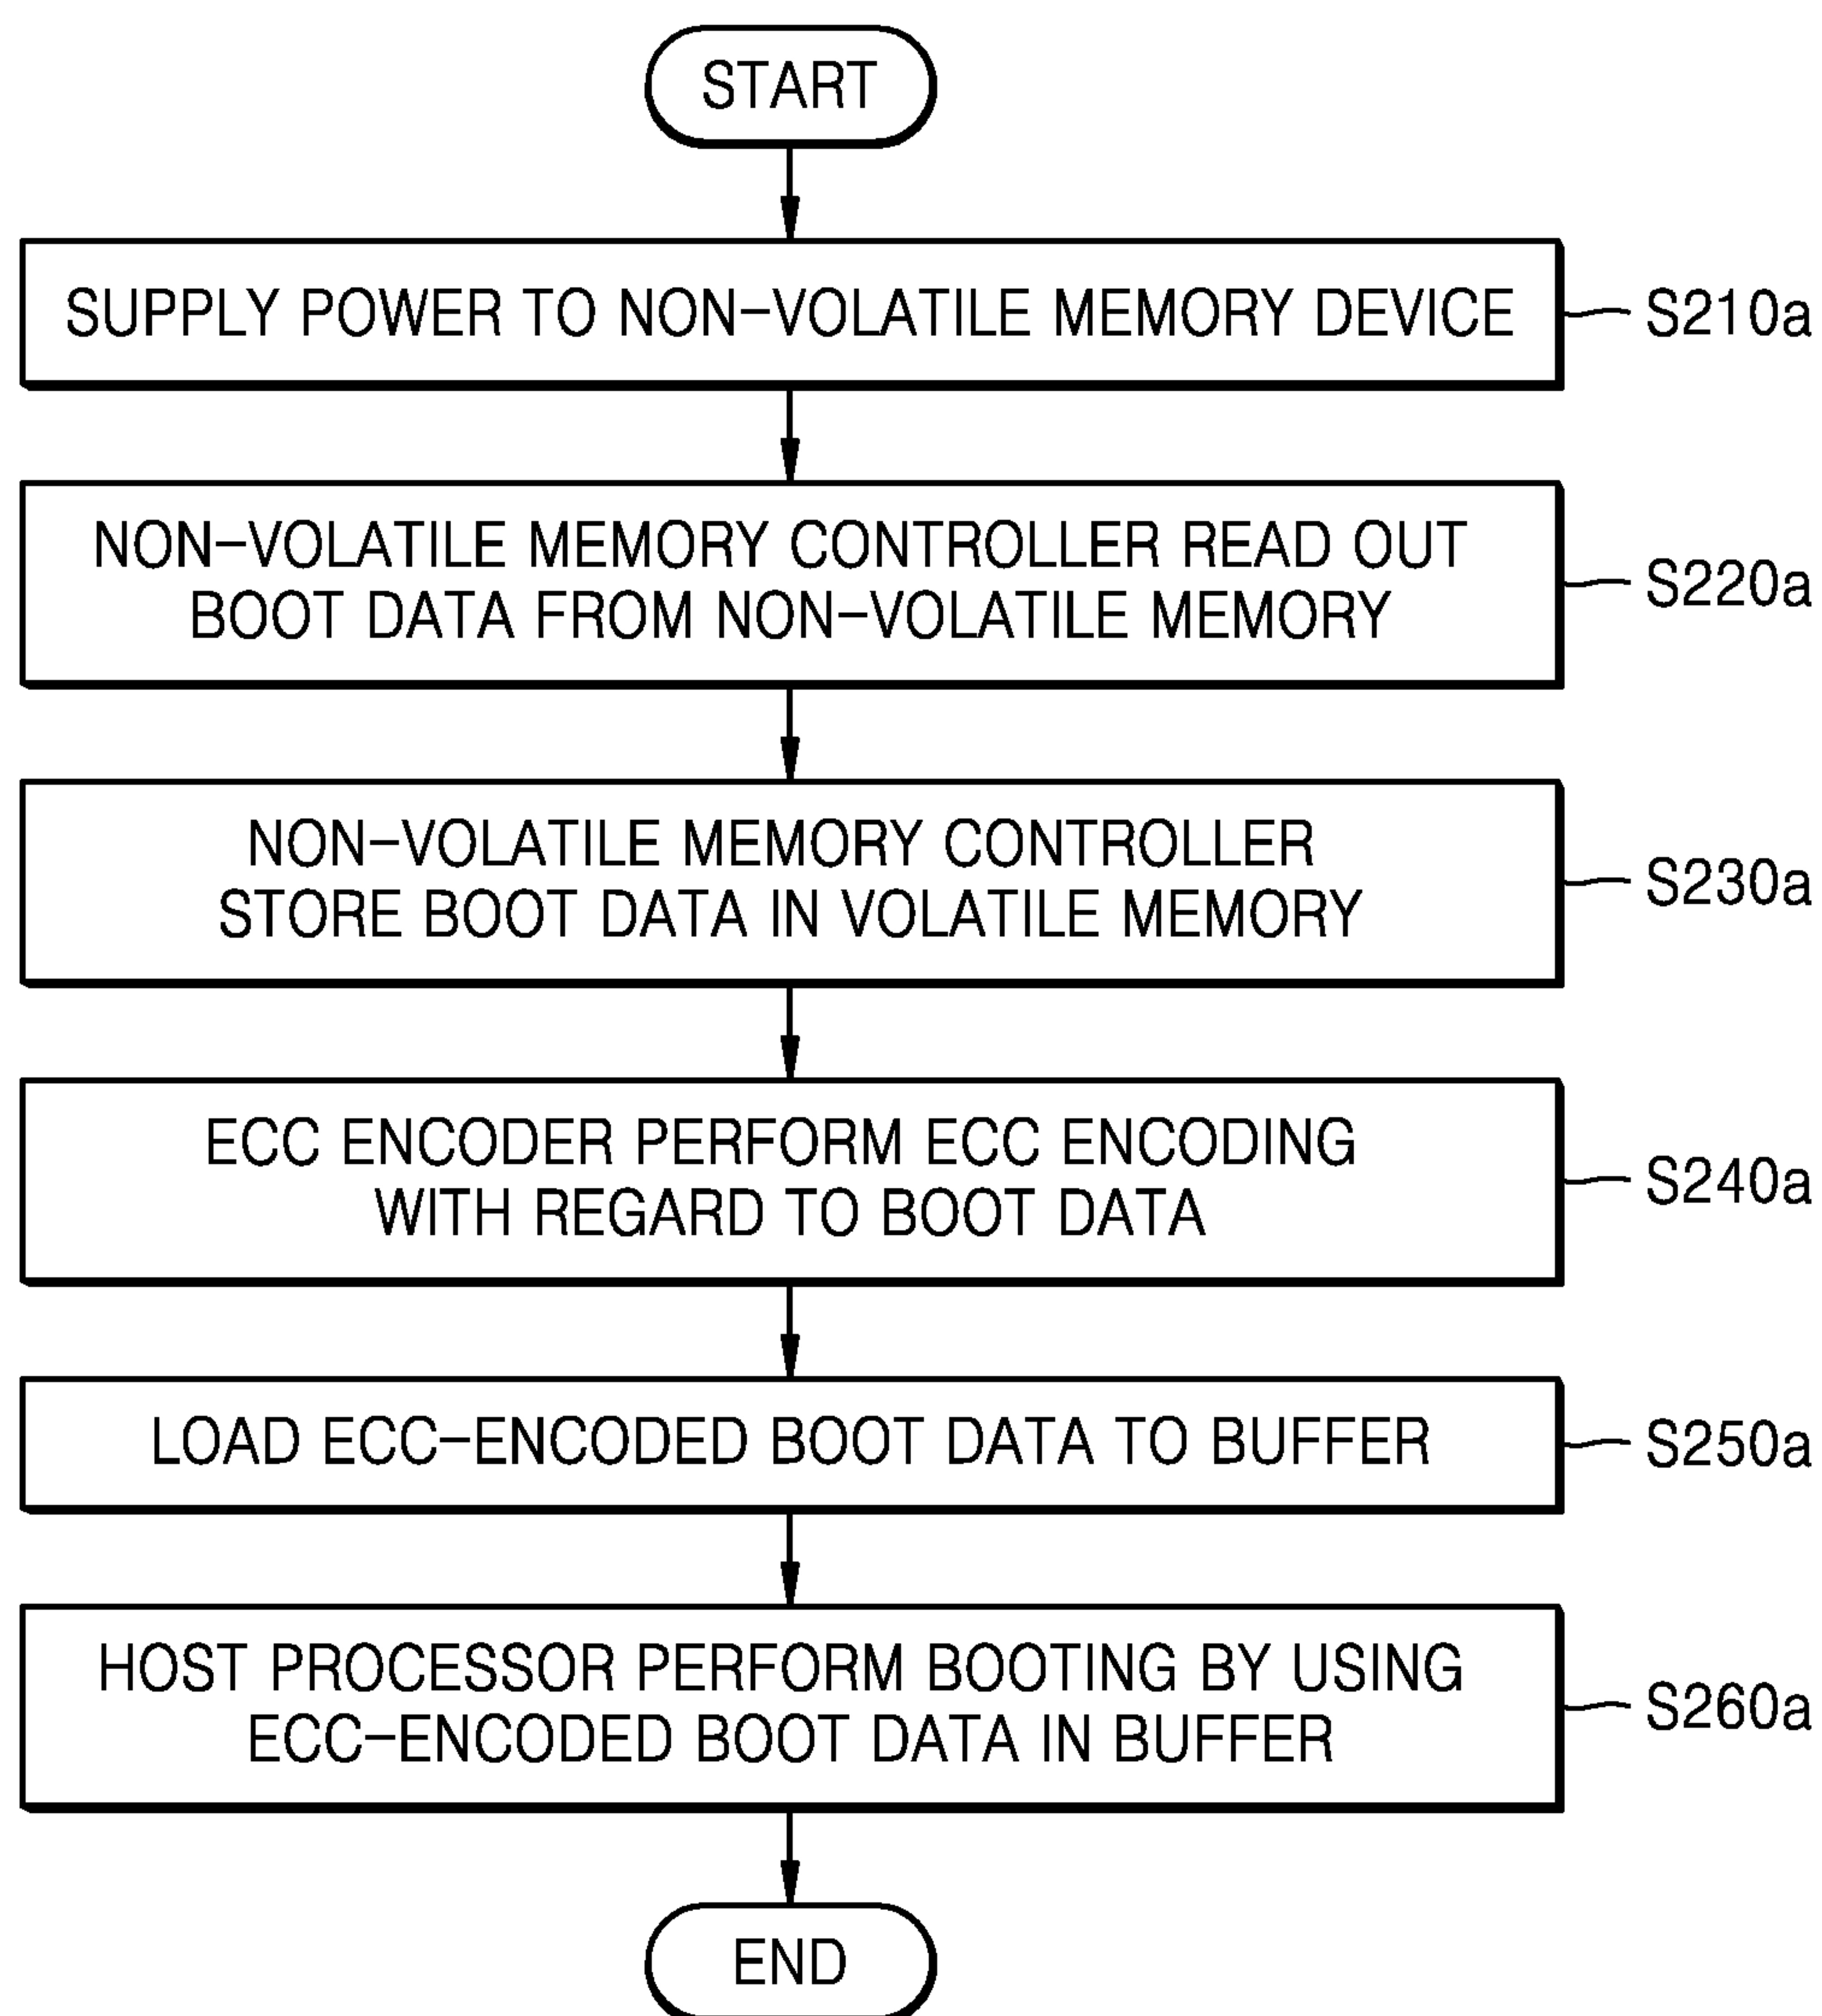 START
SUPPLY POWER TO NON-VOLATILE MEMORY DEVICE
S210a
NON-VOLATILE MEMORY CONTROLLER READ OUT
BOOT DATA FROM NON-VOLATILE MEMORY
S220a
NON-VOLATILE MEMORY CONTROLLER
STORE BOOT DATA IN VOLATILE MEMORY
S230a
ECC ENCODER PERFORM ECC ENCODING
WITH REGARD TO BOOT DATA
S240a
LOAD ECC-ENCODED BOOT DATA TO BUFFER
S250a
HOST PROCESSOR PERFORM BOOTING BY USING
ECC-ENCODED BOOT DATA IN BUFFER
S260a
END